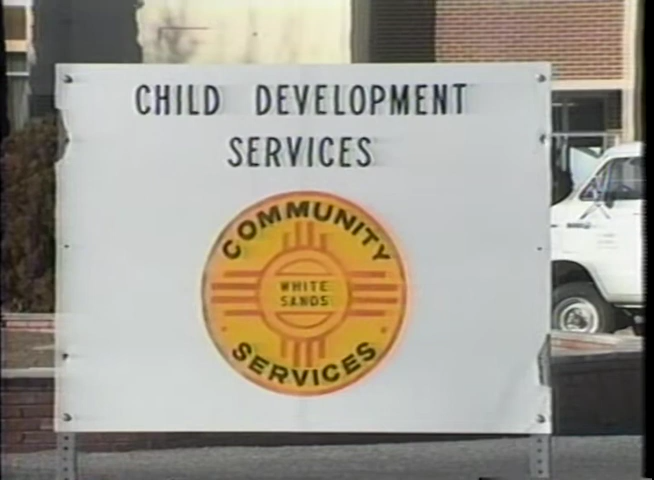 CHILD DEVELOPMENT
SERVICES
COMMUNITY
WHITE
SANDS
SERVICES